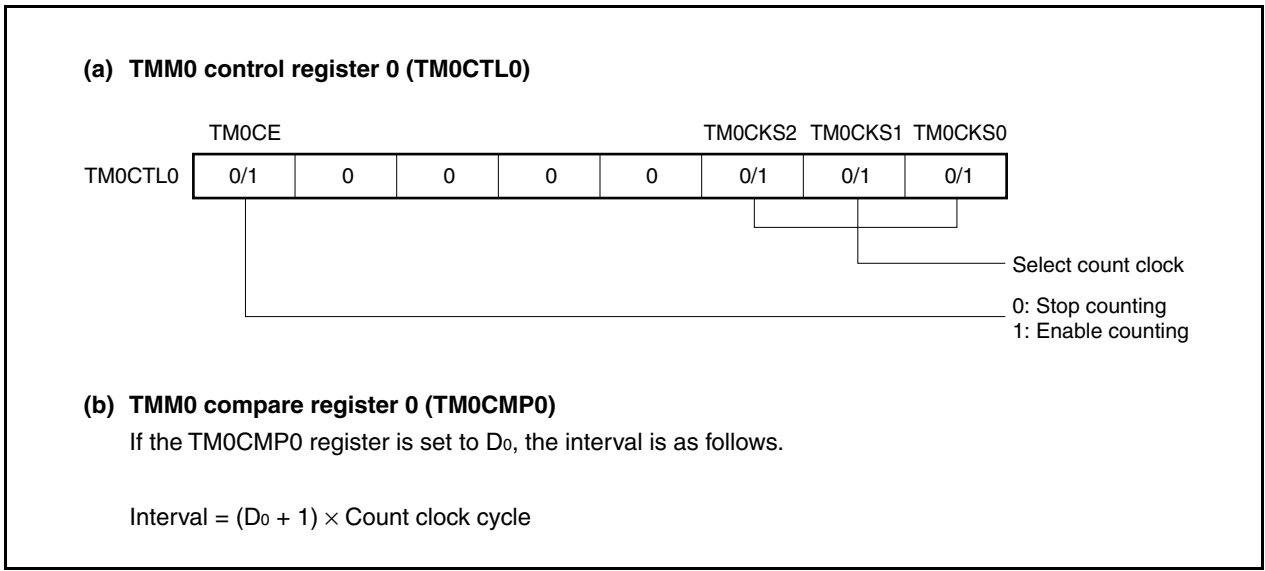 (a) TMM0 control register 0 (TM0CTL0)
TM0CE TM0CKS2 TM0CKS1 TM0CKS0
TM0CTL0 0/1 0 0 0 0 0/1 0/1 0/1
Select count clock
0: Stop counting
1: Enable counting
(b) TMM0 compare register 0 (TM0CMP0)
If the TM0CMP0 register is set to D0, the interval is as follows.
Interval = (D0 + 1) × Count clock cycle